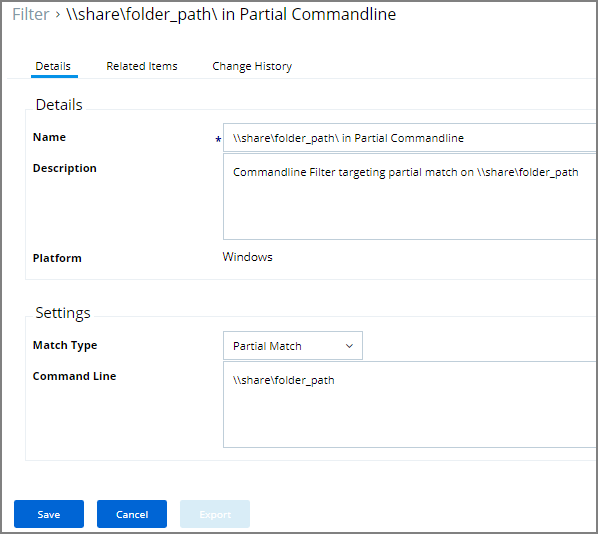 Filter › \\share\folder_path\ in Partial Commandline
Details Related Items Change History
Details
Name * \\share\folder_path\ in Partial Commandline
Description Commandline Filter targeting partial match on \\share\folder_path
Platform Windows
Settings
Match Type Partial Match
Command Line \\share\folder_path
Save Cancel Export